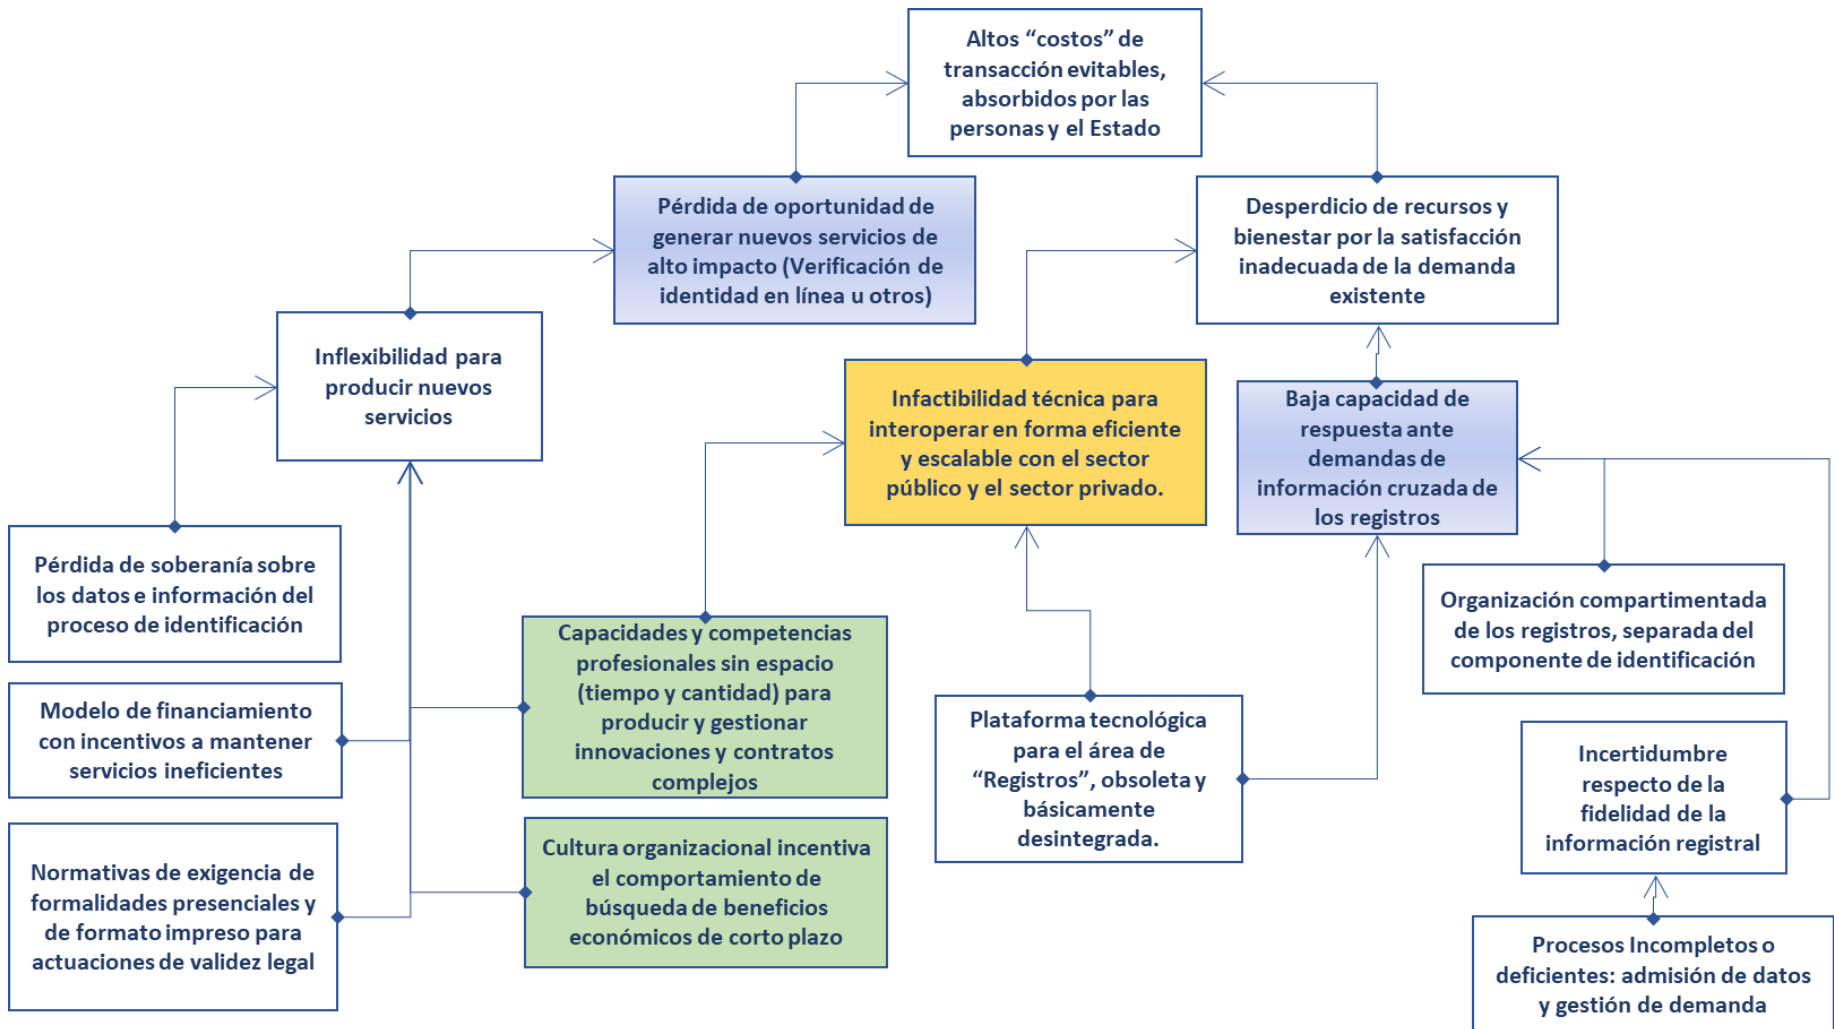 Altos “costos” de
transacción evitables,
absorbidos por las
personas y el Estado
Pérdida de oportunidad de
generar nuevos servicios de
alto impacto (Verificación de
identidad en línea u otros)
Desperdicio de recursos y
bienestar por la satisfacción
inadecuada de la demanda
existente
Inflexibilidad para
producir nuevos
servicios
Infactibilidad técnica para
interoperar en forma eficiente
y escalable con el sector
público y el sector privado.
Baja capacidad de
respuesta ante
demandas de
información cruzada de
los registros
Pérdida de soberanía sobre
los datos e información del
proceso de identificación
Organización compartimentada
de los registros, separada del
componente de identificación
Capacidades y competencias
profesionales sin espacio
(tiempo y cantidad) para
producir y gestionar
innovaciones y contratos
complejos
Modelo de financiamiento
con incentivos a mantener
servicios ineficientes
Plataforma tecnológica
para el área de
“Registros”, obsoleta y
básicamente
desintegrada.
Incertidumbre
respecto de la
fidelidad de la
información registral
Normativas de exigencia de
formalidades presenciales y
de formato impreso para
actuaciones de validez legal
Cultura organizacional incentiva
el comportamiento de
búsqueda de beneficios
económicos de corto plazo
Procesos Incompletos o
deficientes: admisión de datos
y gestión de demanda